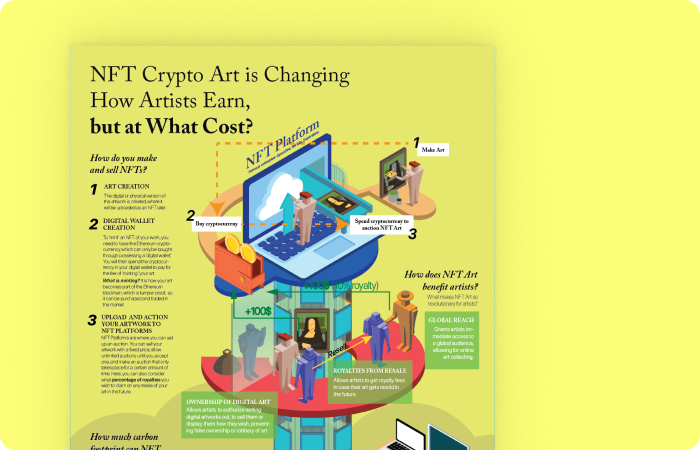 NFT Crypto Art is Changing
How Artists Earn,
but at What Cost?
How do you make
and sell NFTs?
1 ART CREATION
The digital or physical version of
the artwork is created, where it
will be uploaded as an NFT later.
2 DIGITAL WALLET
CREATION
To 'mint' an NFT of your work, you
need to have the Ethereum crypto-
currency which can only be bought
through possessing a 'digital wallet'.
You will then spend the cryptocur-
rency in your digital wallet to pay for
the fee of 'minting' your art.
What is minting? It is how your art
becomes part of the Ethereum
blockchain, which is tamper proof, so
it can be purchased and traded in
the market.
3 UPLOAD AND AUCTION
YOUR ARTWORK TO
NFT PLATFORMS
NFT Platforms are where you can set
up an auction. You can sell your
artwork with a fixed price, allow
unlimited auctions until you accept
one, and make an auction that only
takes place for a certain amount of
time. Here, you can also consider
what percentage of royalties you
wish to claim on any resale of your
art in the future.
How much carbon
footprint can NFT
NFT Platform
1
Make Art
2
Buy cryptocurrency
Spend cryptocurrency to
auction NFT Art
3
(10% royalty)
+100$
Resale
How does NFT Art
benefit artists?
What makes NFT Art so
revolutionary for artists?
GLOBAL REACH
Grants artists im-
mediate access to
a global audience,
allowing for online
art collecting.
ROYALTIES FROM RESALE
Allows artists to get royalty fees
in case their art gets resold in
the future.
OWNERSHIP OF DIGITAL ART
Allows artists to authorize renting
digital artworks out, to sell them or
display them how they wish, prevent-
ing false ownership or robbery of art.